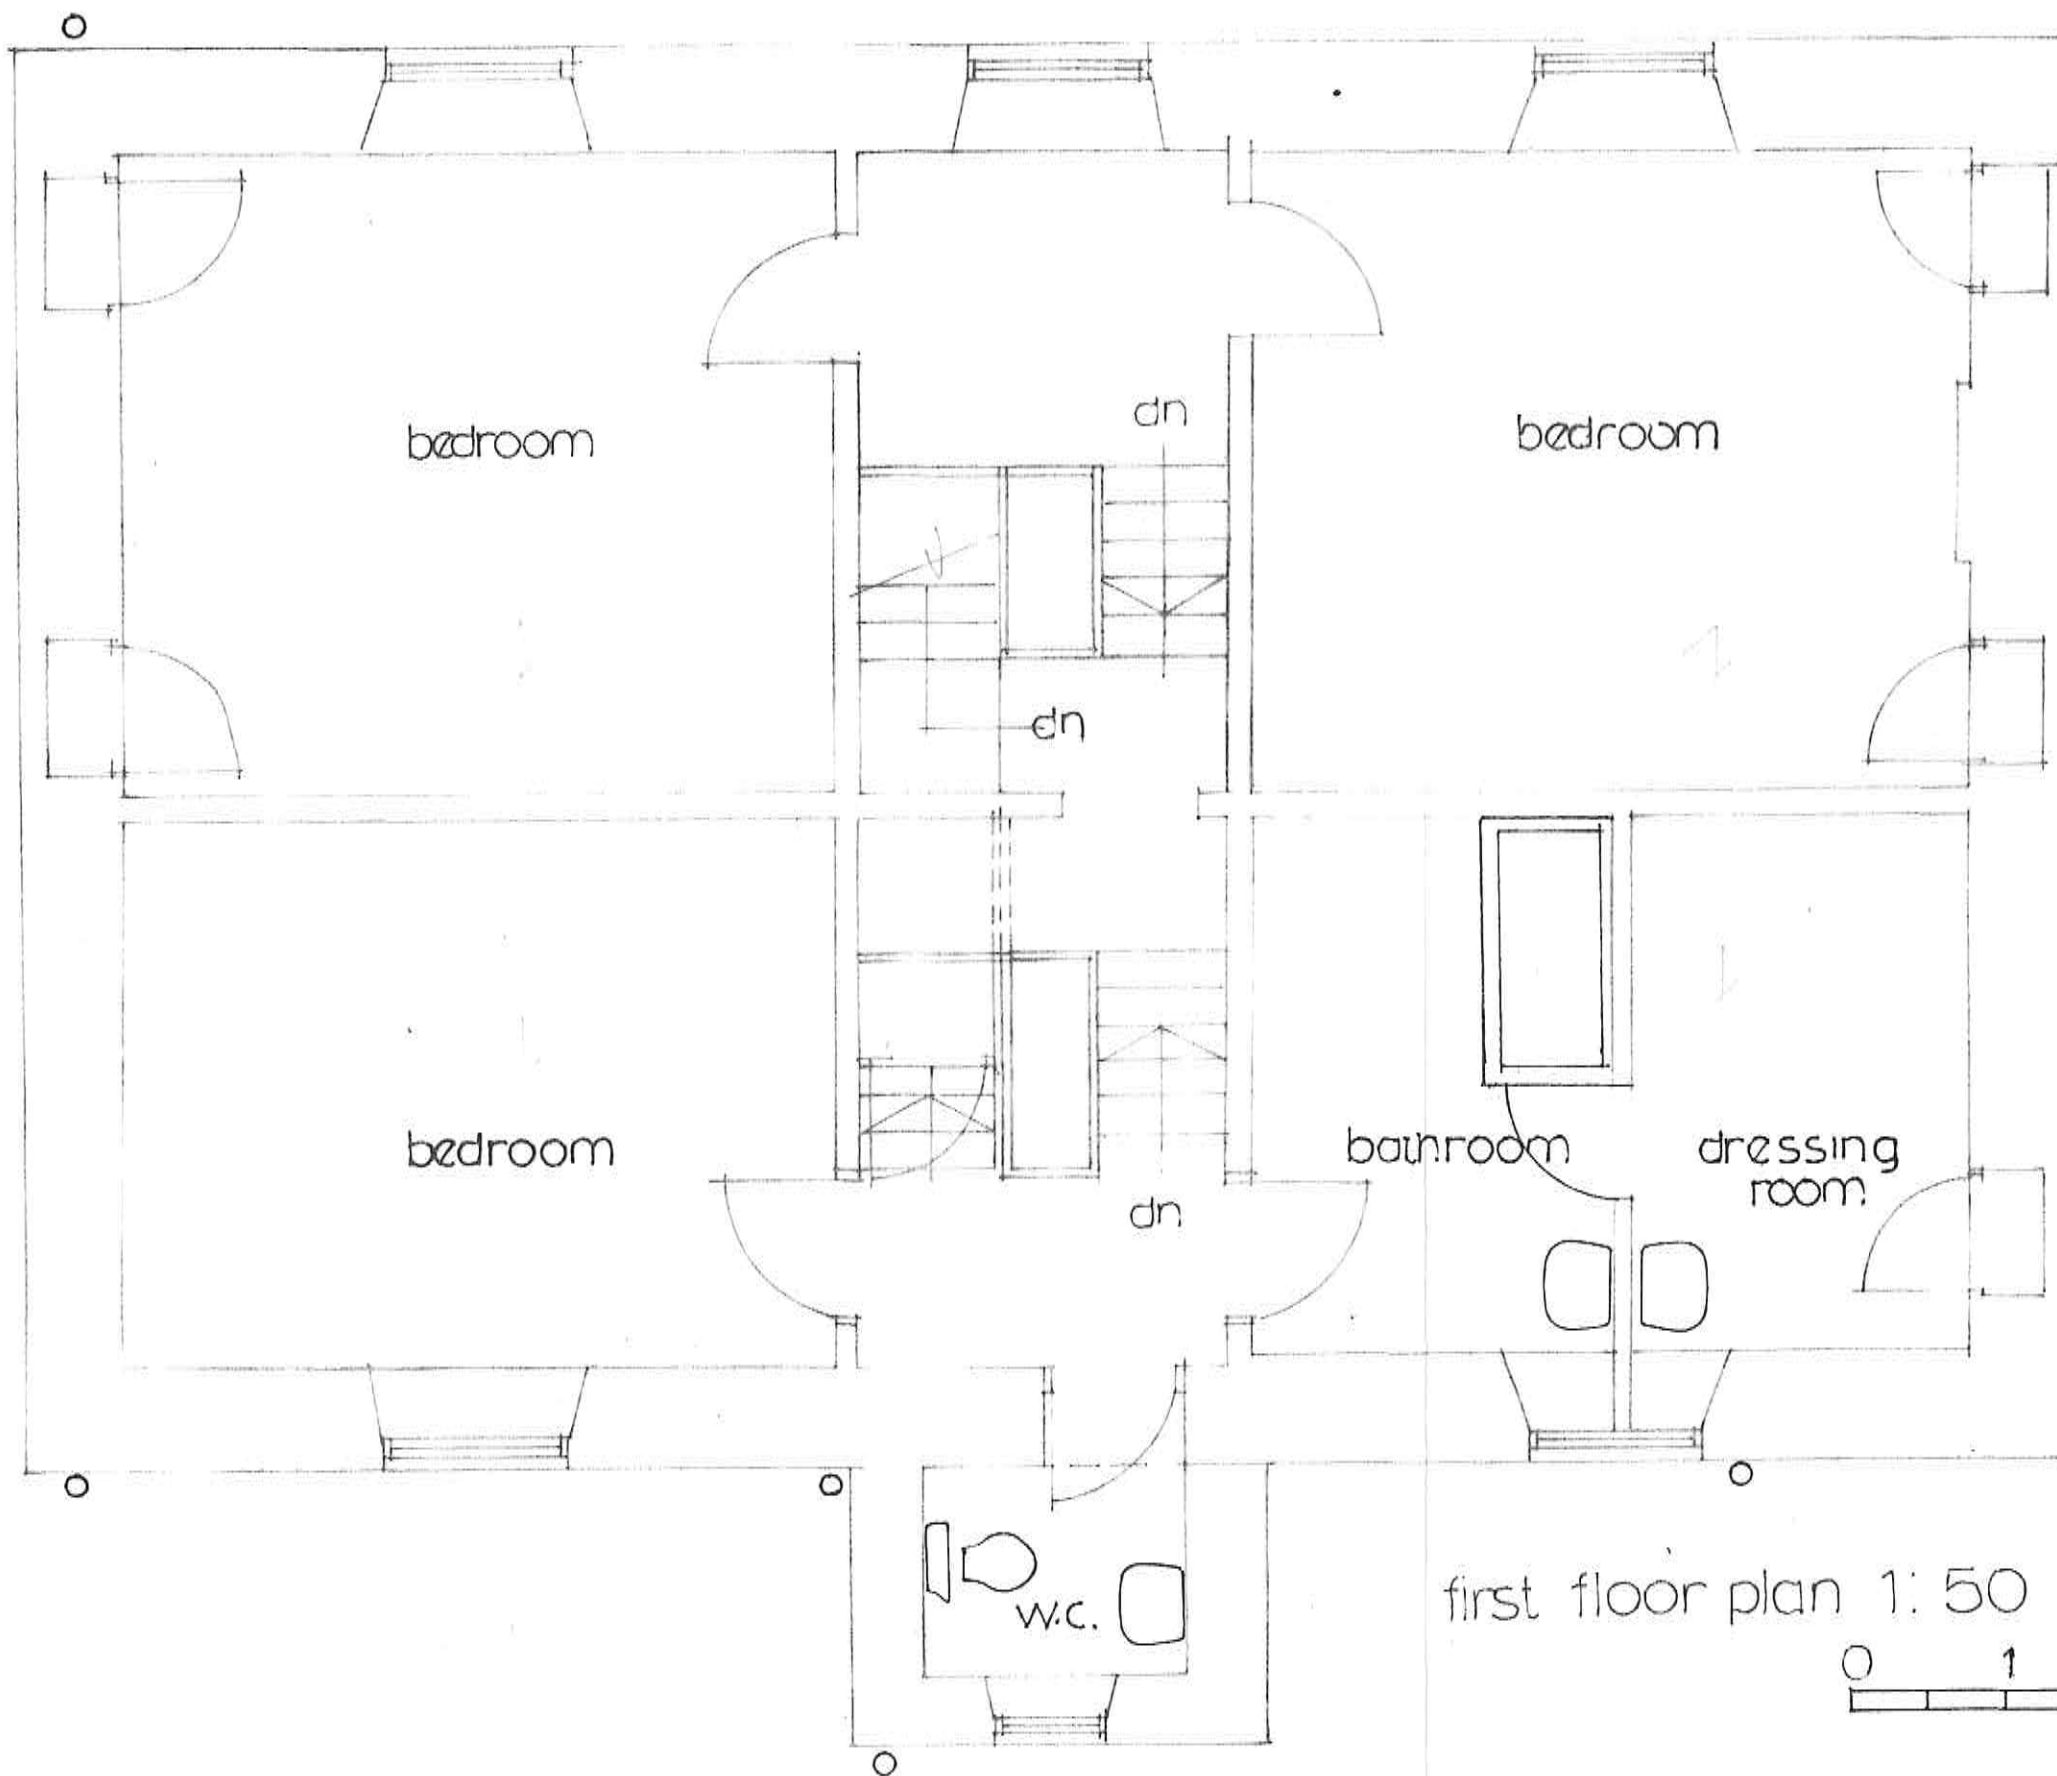 bedroom
bedroom
dn
dn
bedroom
bathroom
dressing
room
dn
w.c.
first floor plan 1:50
0 1